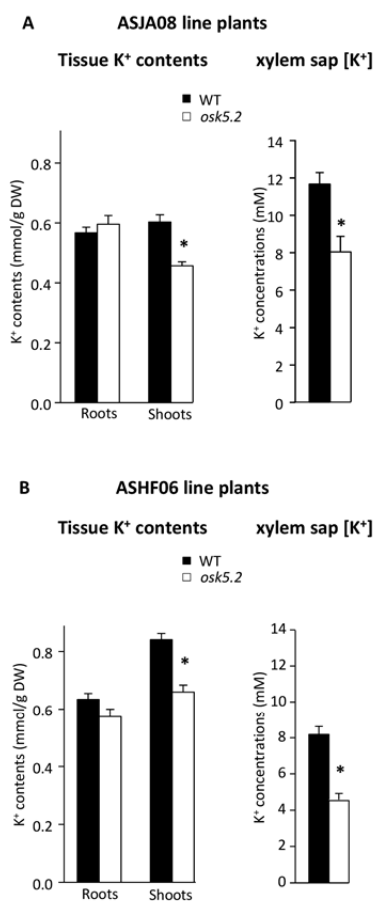 A ASJA08 line plants
Tissue K⁺ contents xylem sap [K⁺]
WT
osk5.2
K⁺ contents (mmol/g DW)
0.8
0.6
0.4
0.2
0.0
Roots Shoots
*
K⁺ concentrations (mM)
14
12
10
8
6
4
2
0
*
B ASHF06 line plants
Tissue K⁺ contents xylem sap [K⁺]
WT
osk5.2
K⁺ contents (mmol/g DW)
0.8
0.6
0.4
0.2
0.0
Roots Shoots
*
K⁺ concentrations (mM)
14
12
10
8
6
4
2
0
*